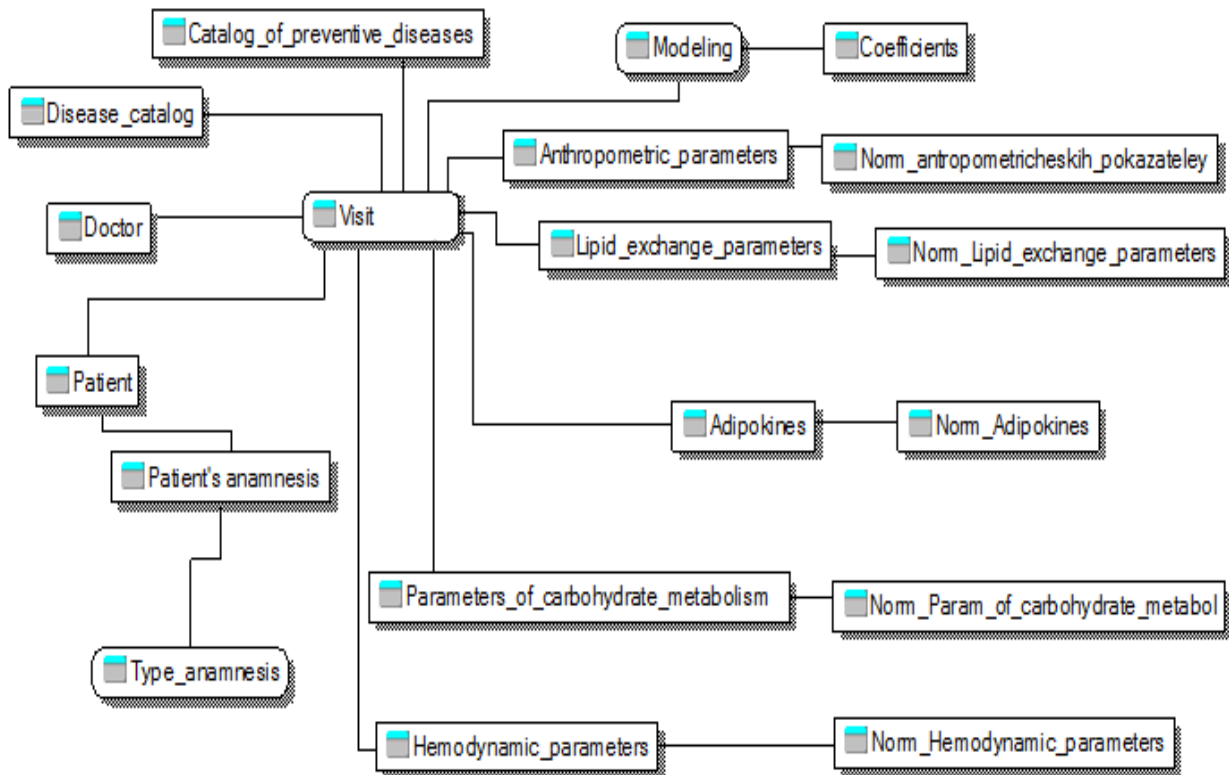 Catalog_of_preventive_diseases
Modeling
Coefficients
Disease_catalog
Anthropometric_parameters
Norm_antropometricheskih_pokazateley
Visit
Doctor
Lipid_exchange_parameters
Norm_Lipid_exchange_parameters
Patient
Adipokines
Norm_Adipokines
Patient's anamnesis
Parameters_of_carbohydrate_metabolism
Norm_Param_of_carbohydrate_metabol
Type_anamnesis
Hemodynamic_parameters
Norm_Hemodynamic_parameters